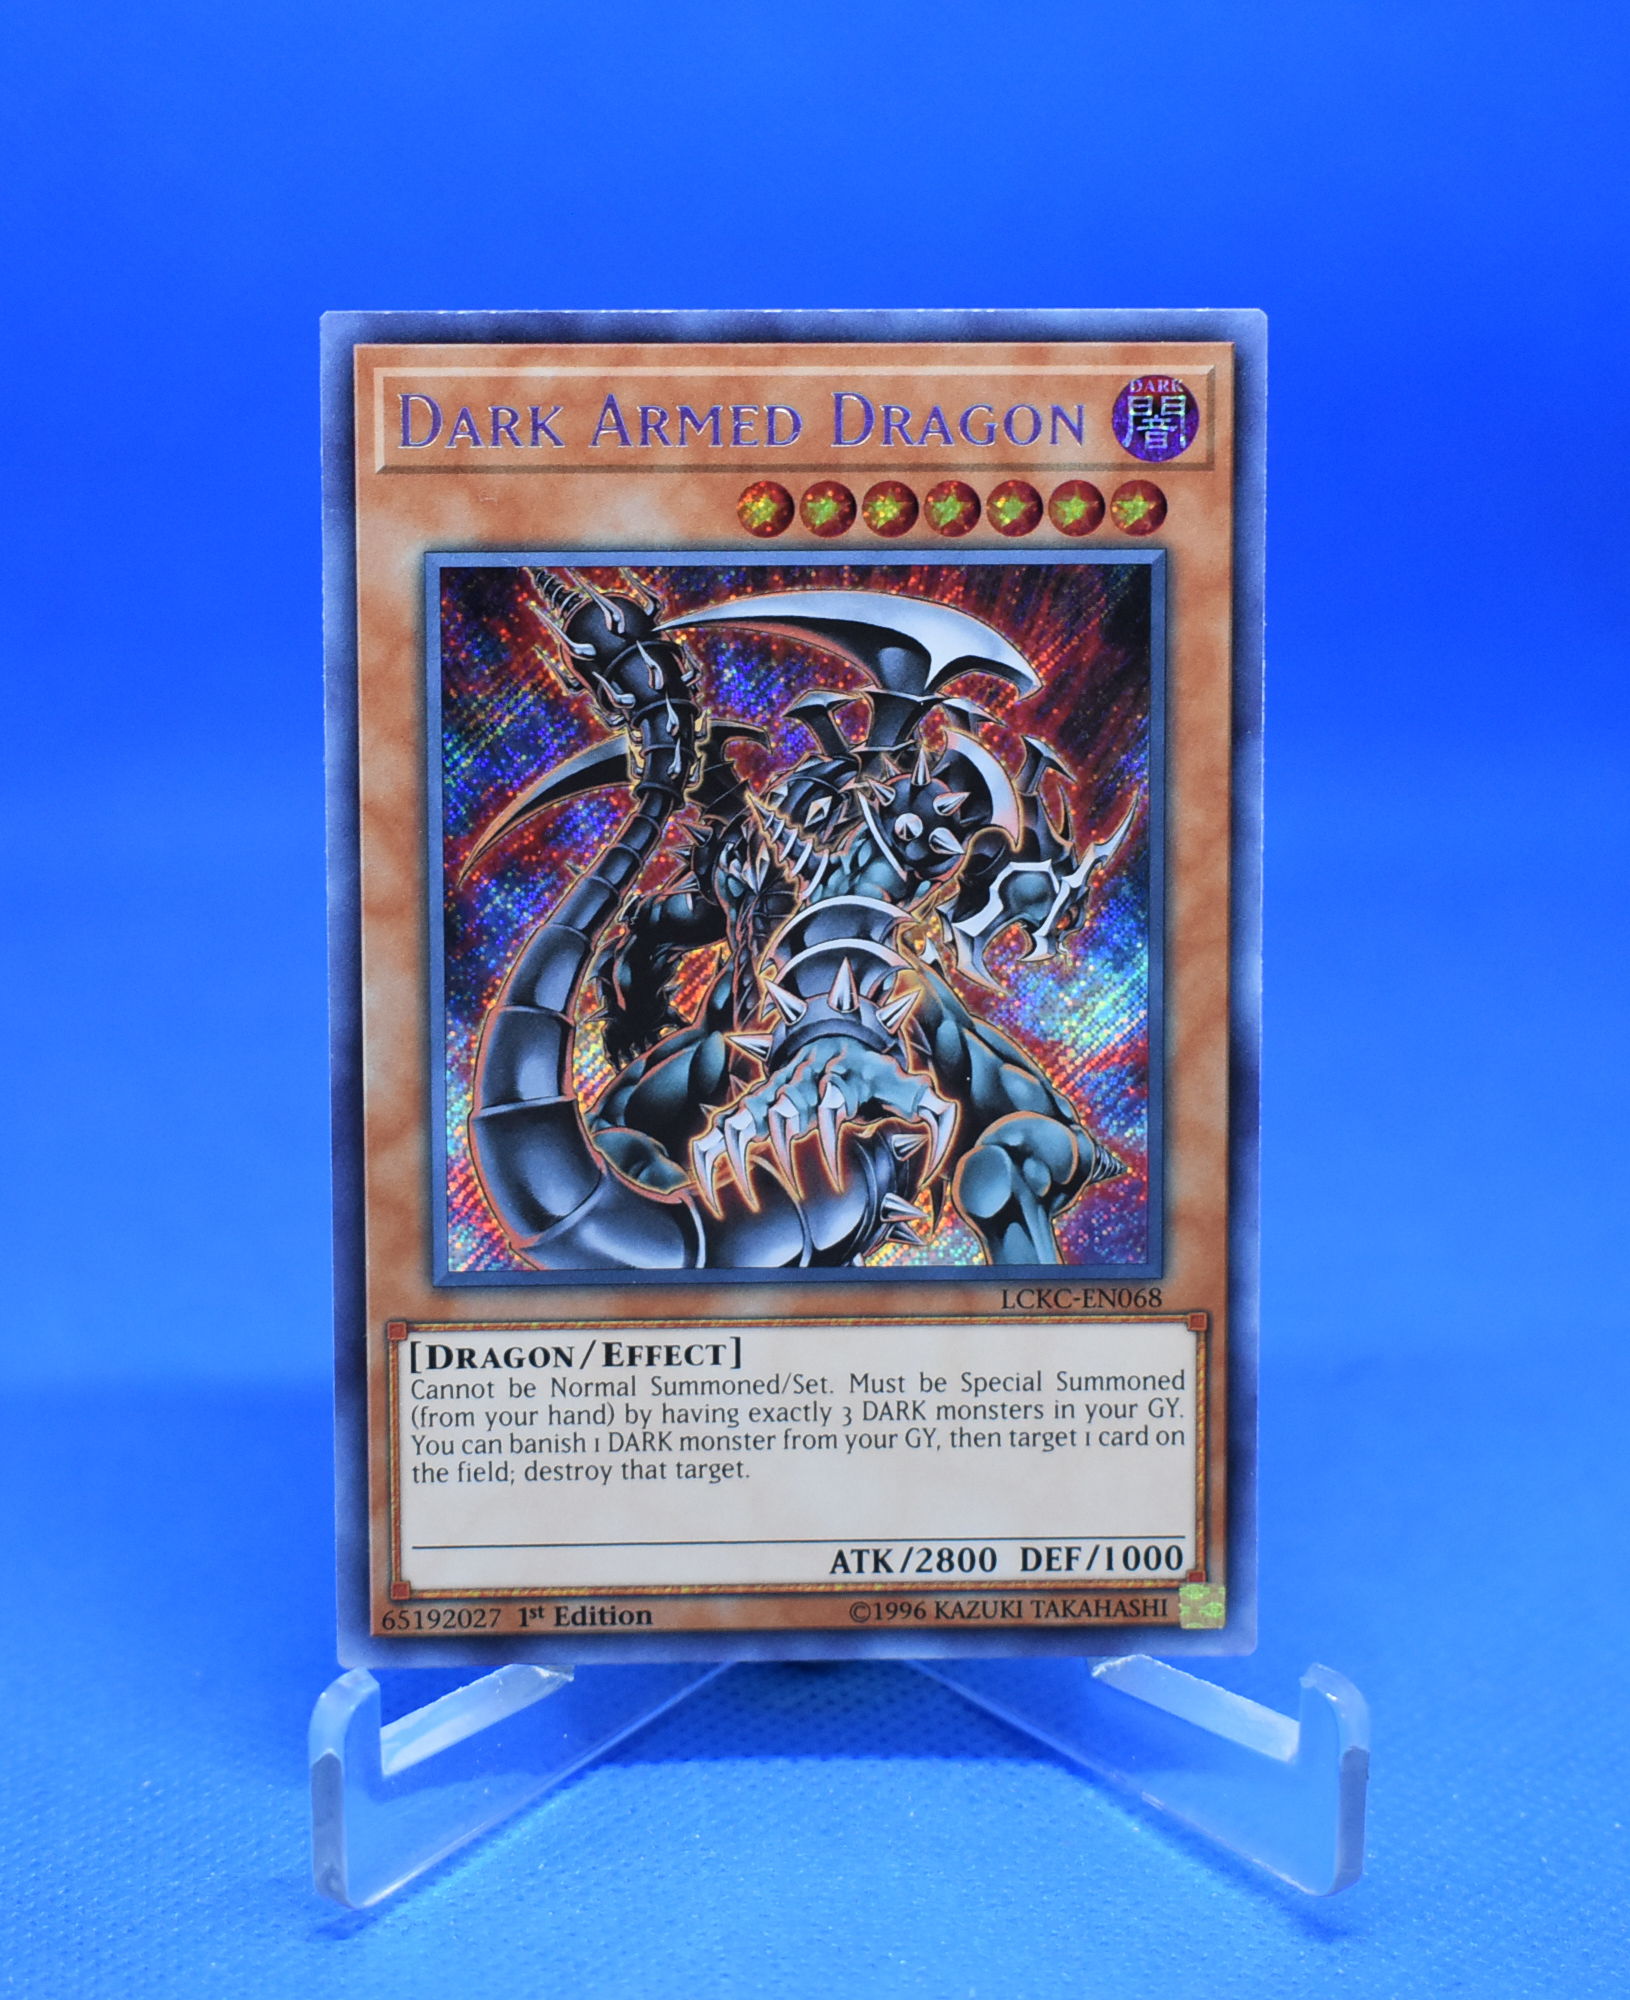 DARK ARMED DRAGON
DARK
闇
LCKC-EN068
[DRAGON/EFFECT]
Cannot be Normal Summoned/Set. Must be Special Summoned
(from your hand) by having exactly 3 DARK monsters in your GY.
You can banish 1 DARK monster from your GY, then target 1 card on
the field; destroy that target.
ATK/2800 DEF/1000
65192027 1st Edition
©1996 KAZUKI TAKAHASHI